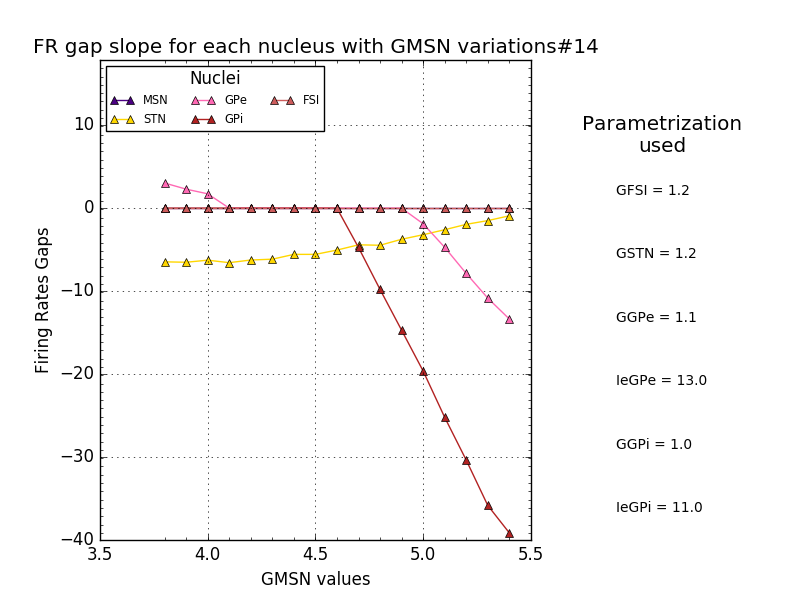 FR gap slope for each nucleus with GMSN variations#14
Nuclei
MSN GPe FSI
STN GPi
10
0
−10
−20
−30
−40
Firing Rates Gaps
3.5 4.0 4.5 5.0 5.5
GMSN values
Parametrization
used
GFSI = 1.2
GSTN = 1.2
GGPe = 1.1
IeGPe = 13.0
GGPi = 1.0
IeGPi = 11.0